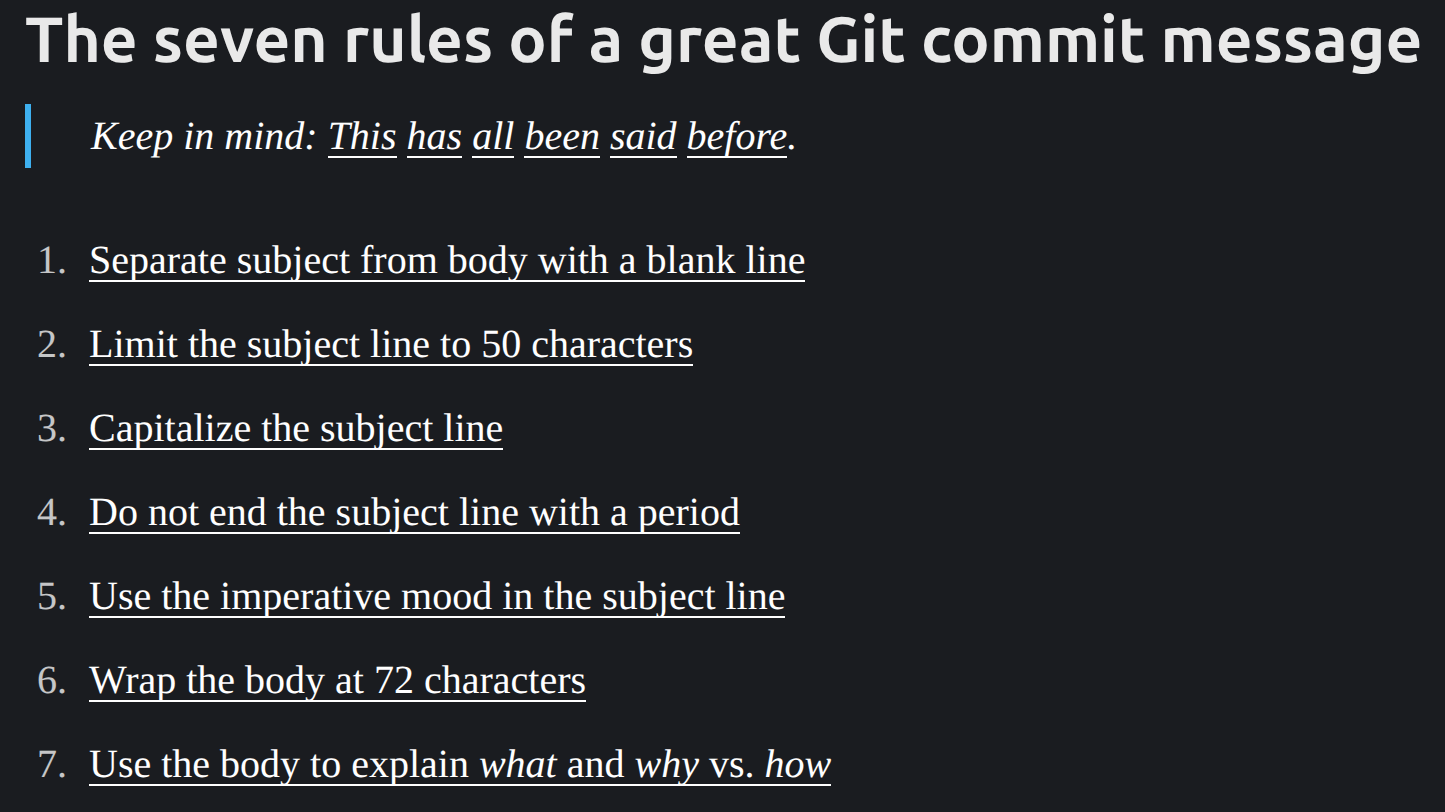 The seven rules of a great Git commit message
Keep in mind: This has all been said before.
1. Separate subject from body with a blank line
2. Limit the subject line to 50 characters
3. Capitalize the subject line
4. Do not end the subject line with a period
5. Use the imperative mood in the subject line
6. Wrap the body at 72 characters
7. Use the body to explain what and why vs. how